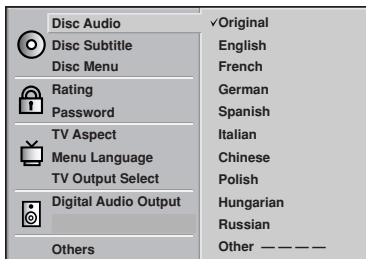 Disc Audio
Disc Subtitle
Disc Menu
Rating
Password
TV Aspect
Menu Language
TV Output Select
Digital Audio Output
Others
✓Original
English
French
German
Spanish
Italian
Chinese
Polish
Hungarian
Russian
Other — — — —